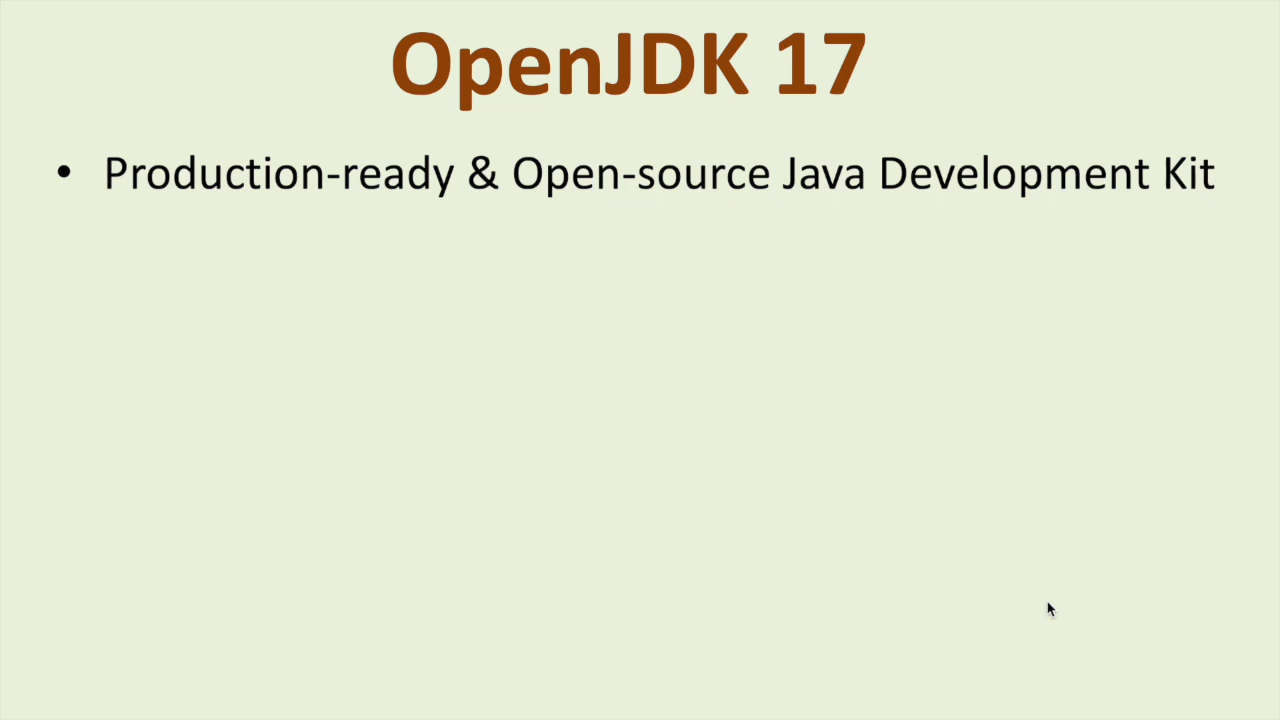 OpenJDK 17
• Production-ready & Open-source Java Development Kit